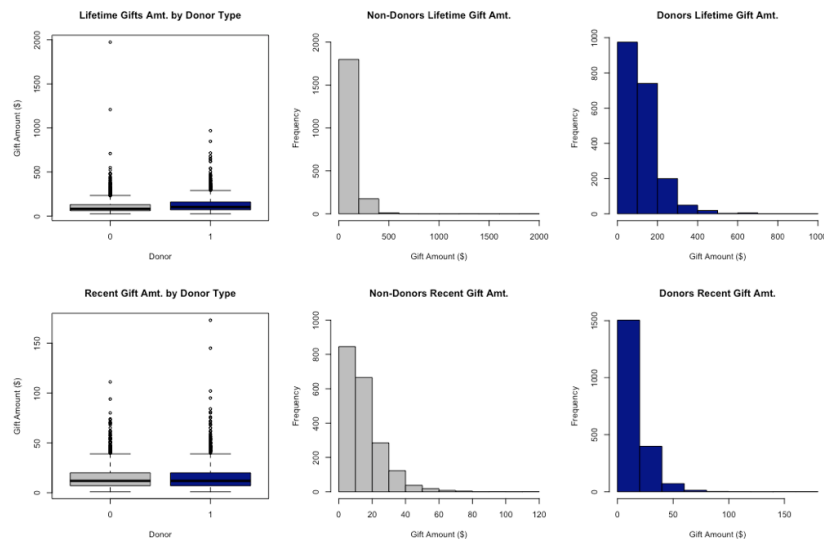 Lifetime Gifts Amt. by Donor Type
Gift Amount ($)
0 500 1000 1500 2000
0 1
Donor
Non-Donors Lifetime Gift Amt.
Frequency
0 500 1000 1500 2000
0 500 1000 1500 2000
Gift Amount ($)
Donors Lifetime Gift Amt.
Frequency
0 200 400 600 800 1000
0 200 400 600 800 1000
Gift Amount ($)
Recent Gift Amt. by Donor Type
Gift Amount ($)
0 50 100 150
0 1
Donor
Non-Donors Recent Gift Amt.
Frequency
0 200 400 600 800 1000
0 20 40 60 80 100 120
Gift Amount ($)
Donors Recent Gift Amt.
Frequency
0 500 1000 1500
0 50 100 150
Gift Amount ($)